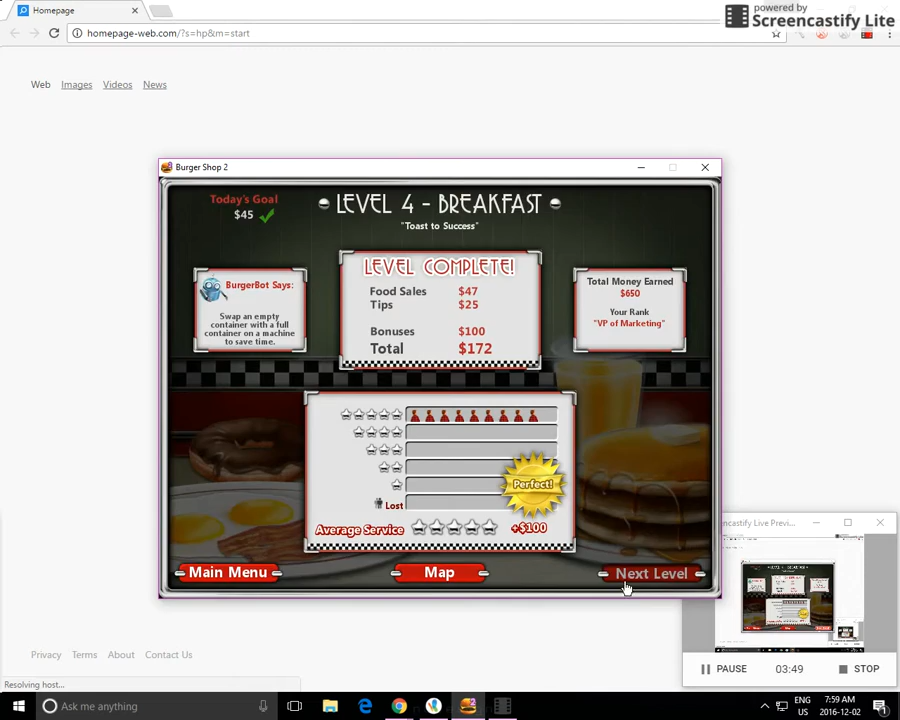 powered by
Screencastify Lite
Homepage
homepage-web.com/?s=hp&m=start
Web Images Videos News
Burger Shop 2
Today's Goal
$45
LEVEL 4 - BREAKFAST
"Toast to Success"
BurgerBot Says:
Swap an empty
container with a full
container on a machine
to save time.
LEVEL COMPLETE!
Food Sales $47
Tips $25
Bonuses $100
Total $172
Total Money Earned
$650
Your Rank
"VP of Marketing"
Perfect!
Lost
Average Service +$100
Main Menu Map Next Level
eencastify Live Previ...
PAUSE 03:49 STOP
Privacy Terms About Contact Us
Resolving host...
Ask me anything
ENG
US
7:59 AM
2016-12-02
1